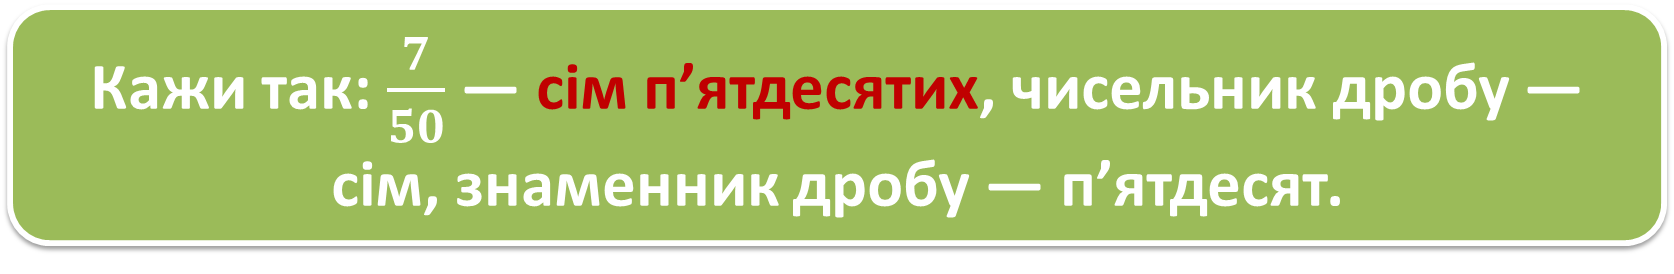 Кажи так: 7/50 — сім п’ятдесятих, чисельник дробу —
сім, знаменник дробу — п’ятдесят.